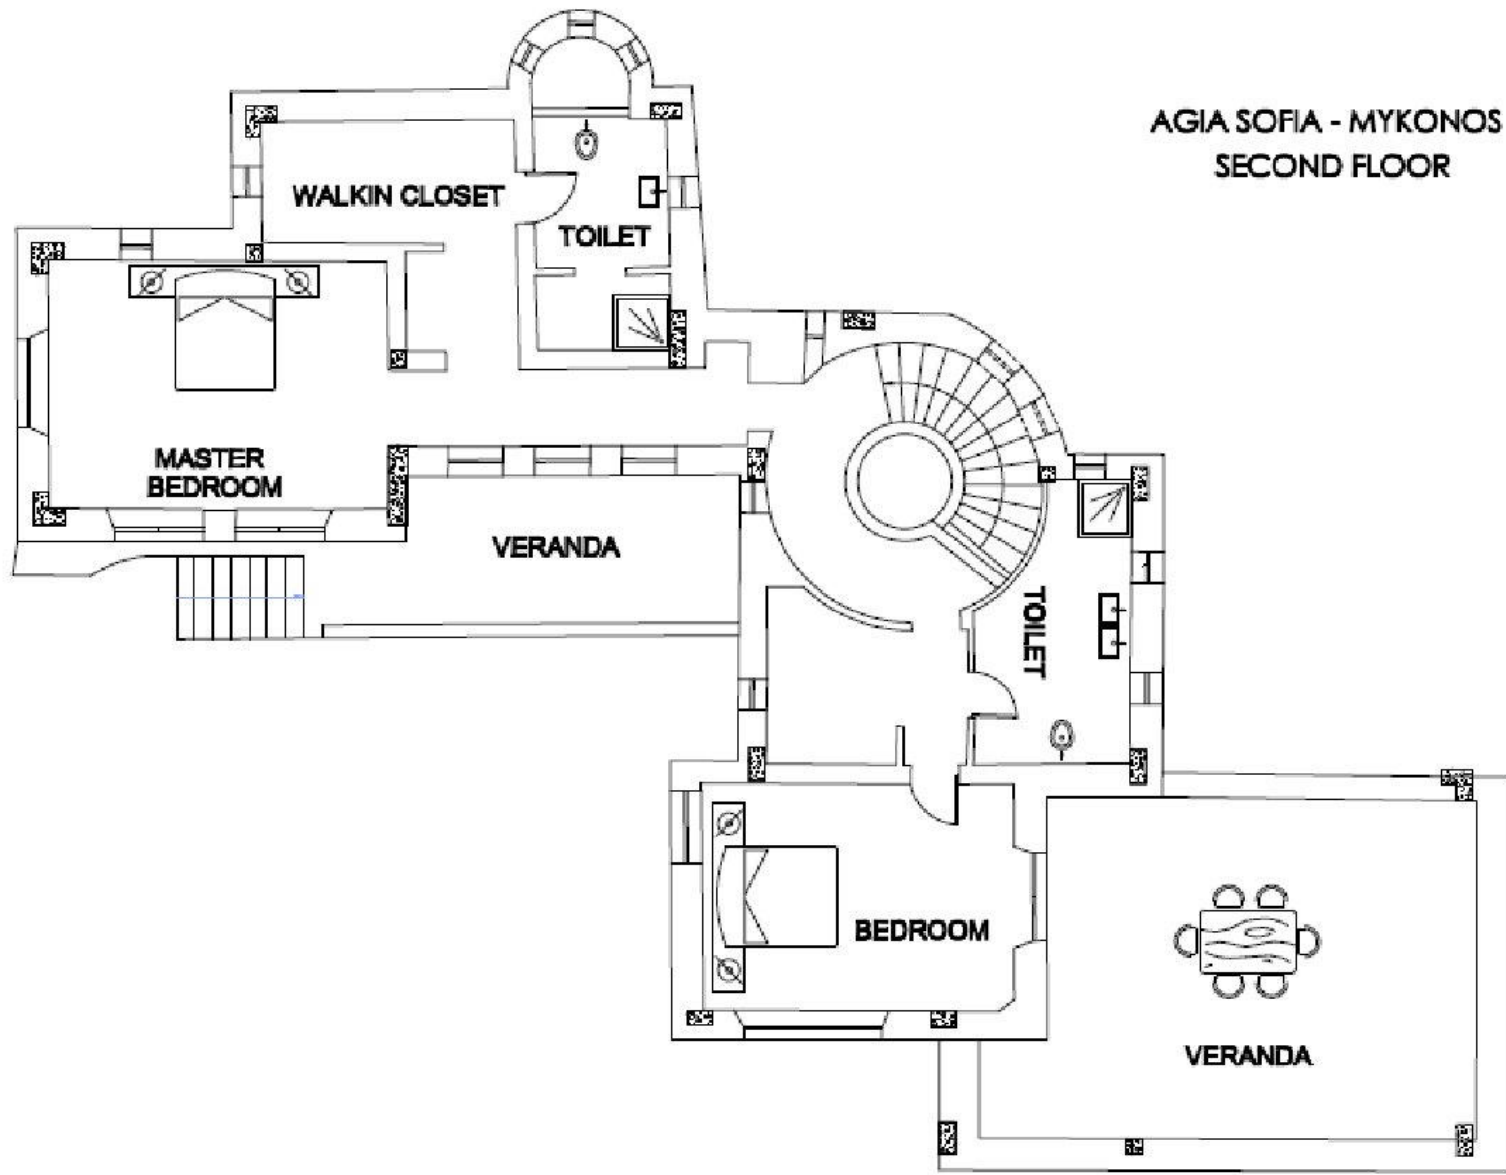 AGIA SOFIA - MYKONOS
SECOND FLOOR
WALKIN CLOSET
TOILET
MASTER
BEDROOM
VERANDA
TOILET
BEDROOM
VERANDA